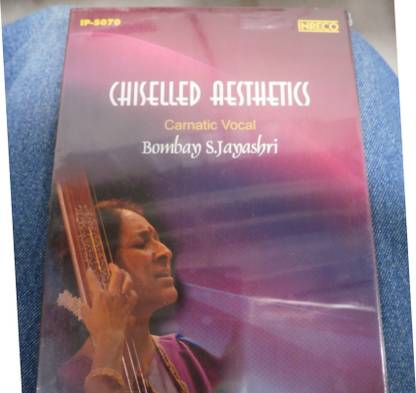 IP-5070
INRECO
CHISELLED AESTHETICS
Carnatic Vocal
Bombay S.Jayashri